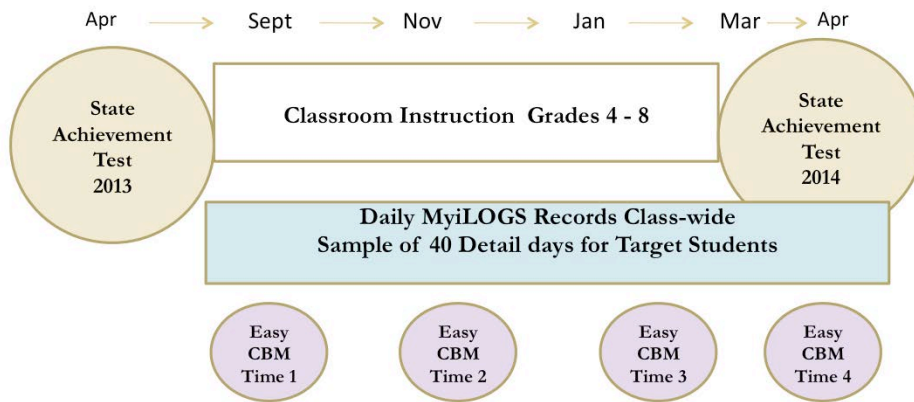 Apr Sept Nov Jan Mar Apr
State
Achievement
Test
2013
Classroom Instruction Grades 4 - 8
State
Achievement
Test
2014
Daily MyiLOGS Records Class-wide
Sample of 40 Detail days for Target Students
Easy
CBM
Time 1
Easy
CBM
Time 2
Easy
CBM
Time 3
Easy
CBM
Time 4